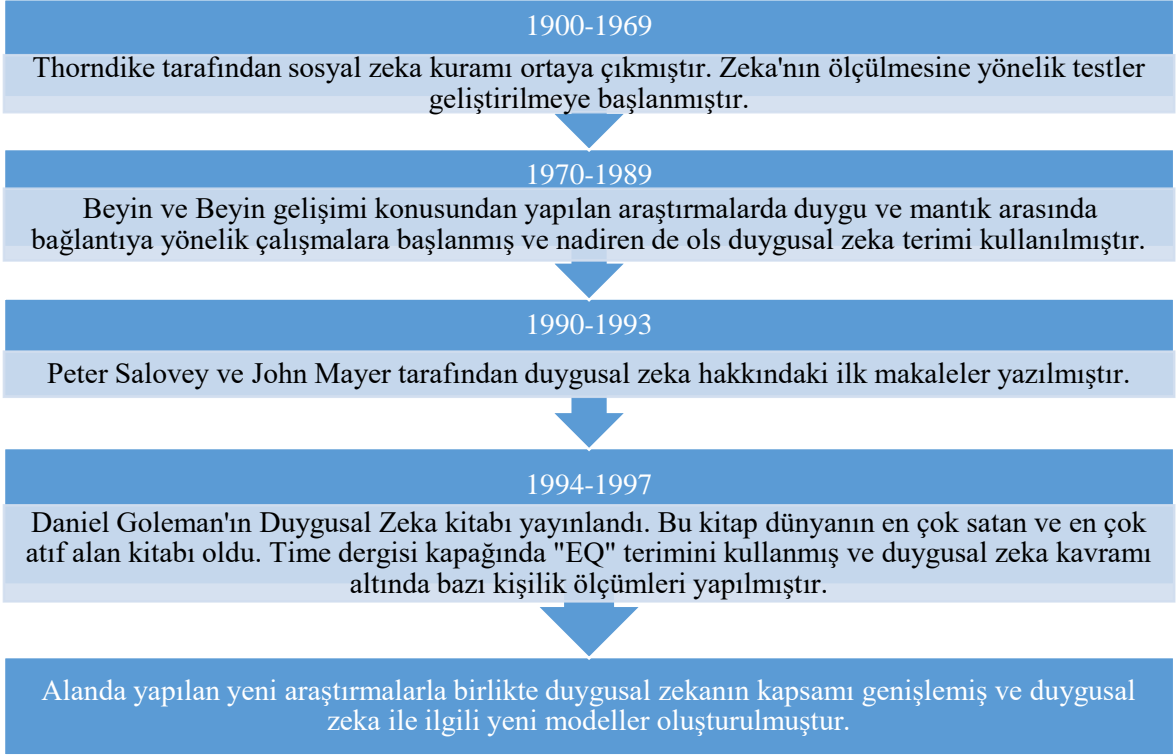 1900-1969
Thorndike tarafından sosyal zeka kuramı ortaya çıkmıştır. Zeka'nın ölçülmesine yönelik testler
geliştirilmeye başlanmıştır.
1970-1989
Beyin ve Beyin gelişimi konusundan yapılan araştırmalarda duygu ve mantık arasında
bağlantıya yönelik çalışmalara başlanmış ve nadiren de ols duygusal zeka terimi kullanılmıştır.
1990-1993
Peter Salovey ve John Mayer tarafından duygusal zeka hakkındaki ilk makaleler yazılmıştır.
1994-1997
Daniel Goleman'ın Duygusal Zeka kitabı yayınlandı. Bu kitap dünyanın en çok satan ve en çok
atıf alan kitabı oldu. Time dergisi kapağında "EQ" terimini kullanmış ve duygusal zeka kavramı
altında bazı kişilik ölçümleri yapılmıştır.
Alanda yapılan yeni araştırmalarla birlikte duygusal zekanın kapsamı genişlemiş ve duygusal
zeka ile ilgili yeni modeller oluşturulmuştur.